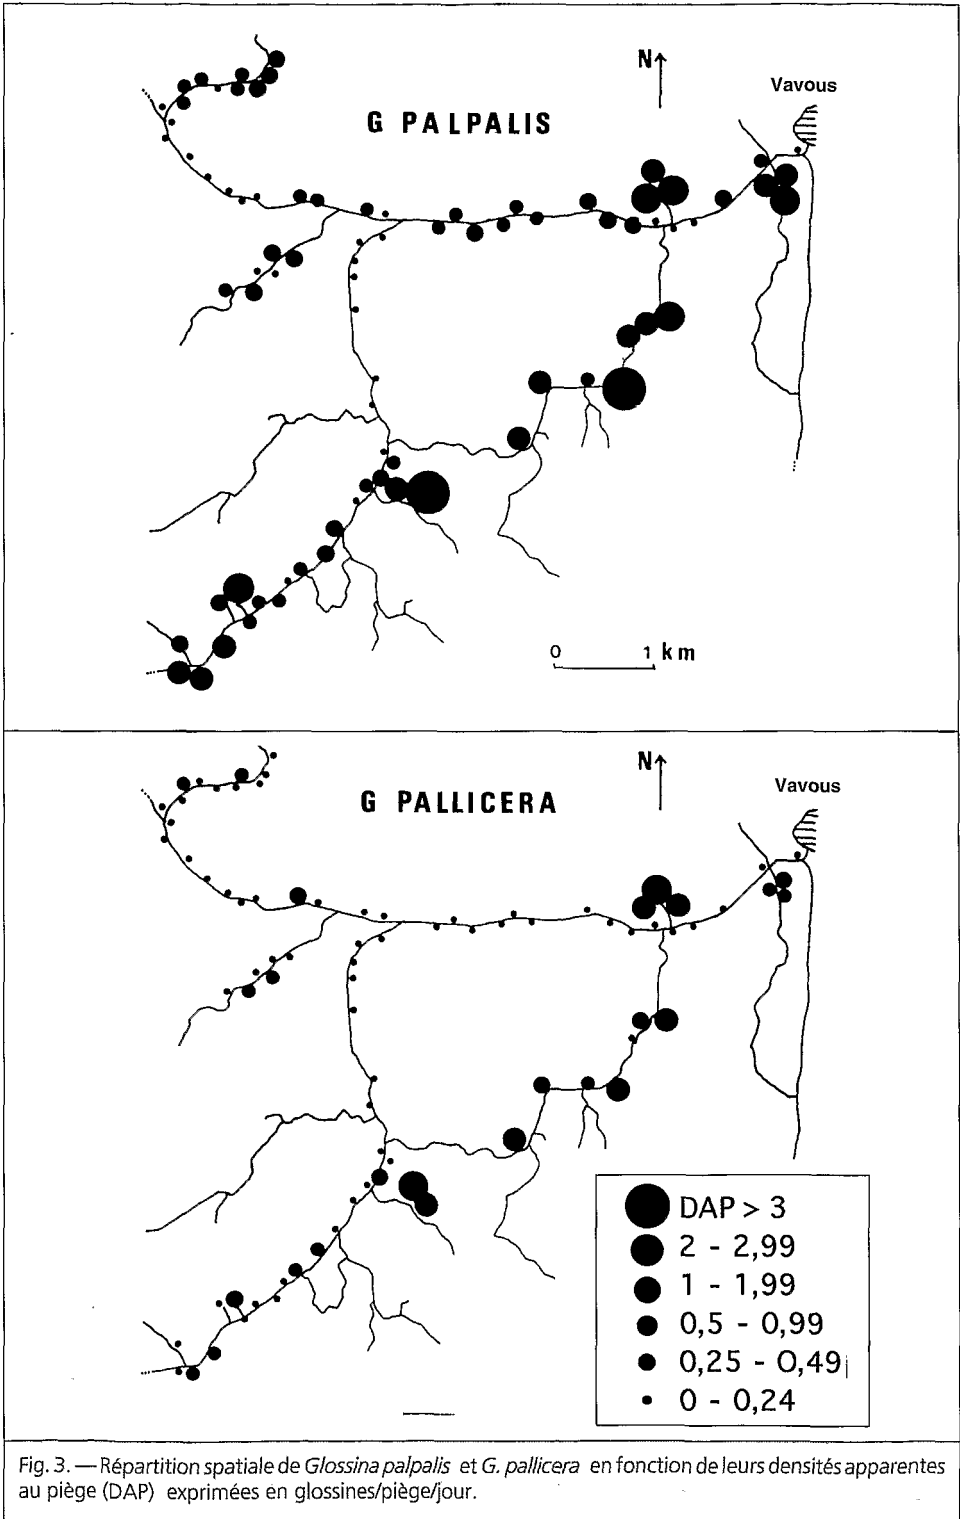 N
Vavous
G PALPALIS
0 1 km
N
Vavous
G PALLICERA
DAP > 3
2 - 2,99
1 - 1,99
0,5 - 0,99
0,25 - 0,49
0 - 0,24
Fig. 3. — Répartition spatiale de Glossina palpalis et G. pallicera en fonction de leurs densités apparentes
au piège (DAP) exprimées en glossines/piège/jour.